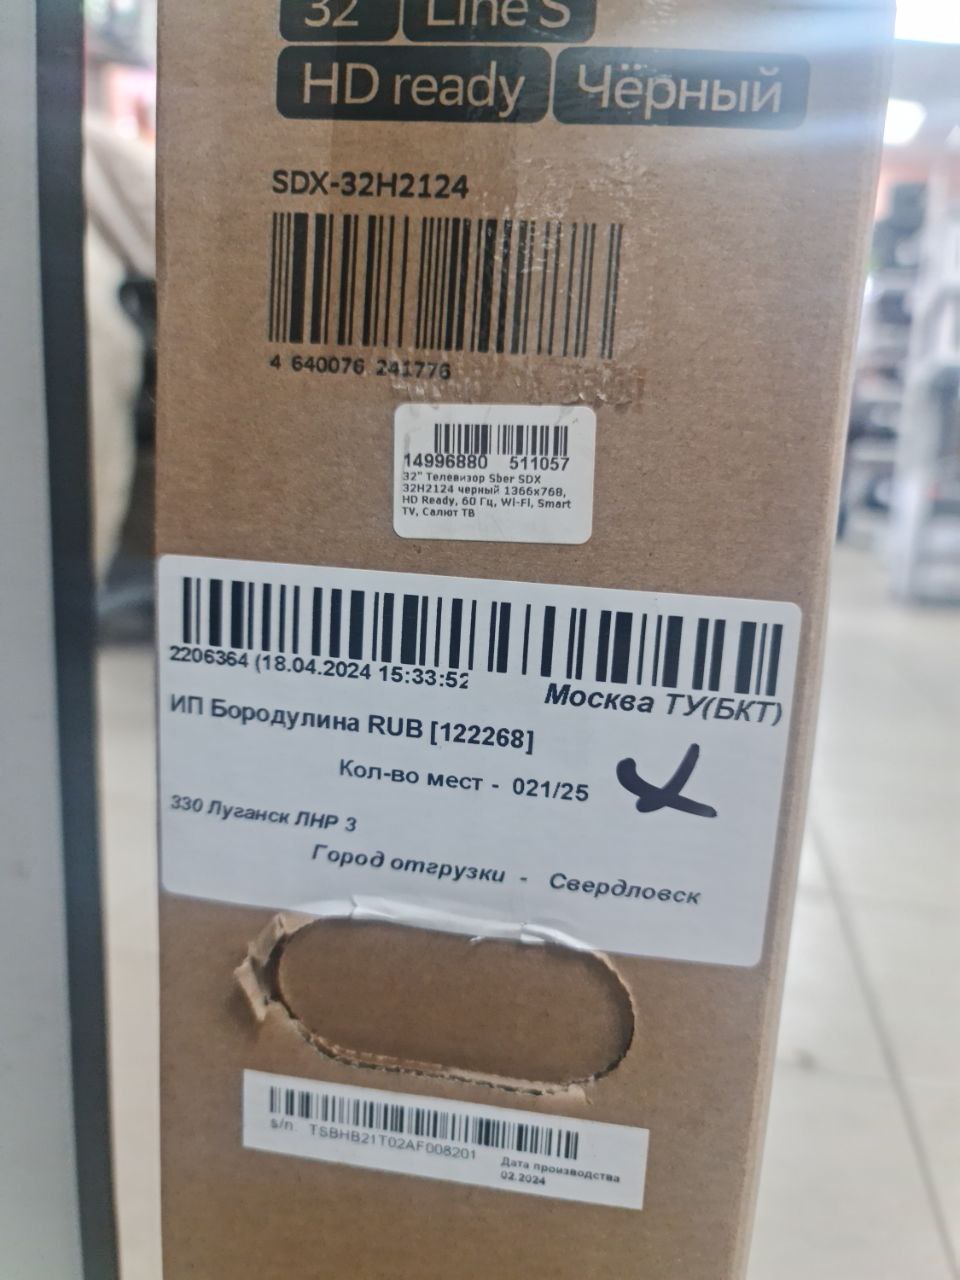 32 Line S
HD ready Чёрный
SDX-32H2124
4 640076 241776
14996880 511057
32" Телевизор Sber SDX
32H2124 черный 1366x768,
HD Ready, 60 Гц, Wi-Fi, Smart
TV, Салют ТВ
2206364 (18.04.2024 15:33:52
Москва ТУ(БКТ)
ИП Бородулина RUB [122268]
Кол-во мест - 021/25
330 Луганск ЛНР 3
Город отгрузки - Свердловск
s/n. TSBHB21T02AF008201
Дата производства
02.2024